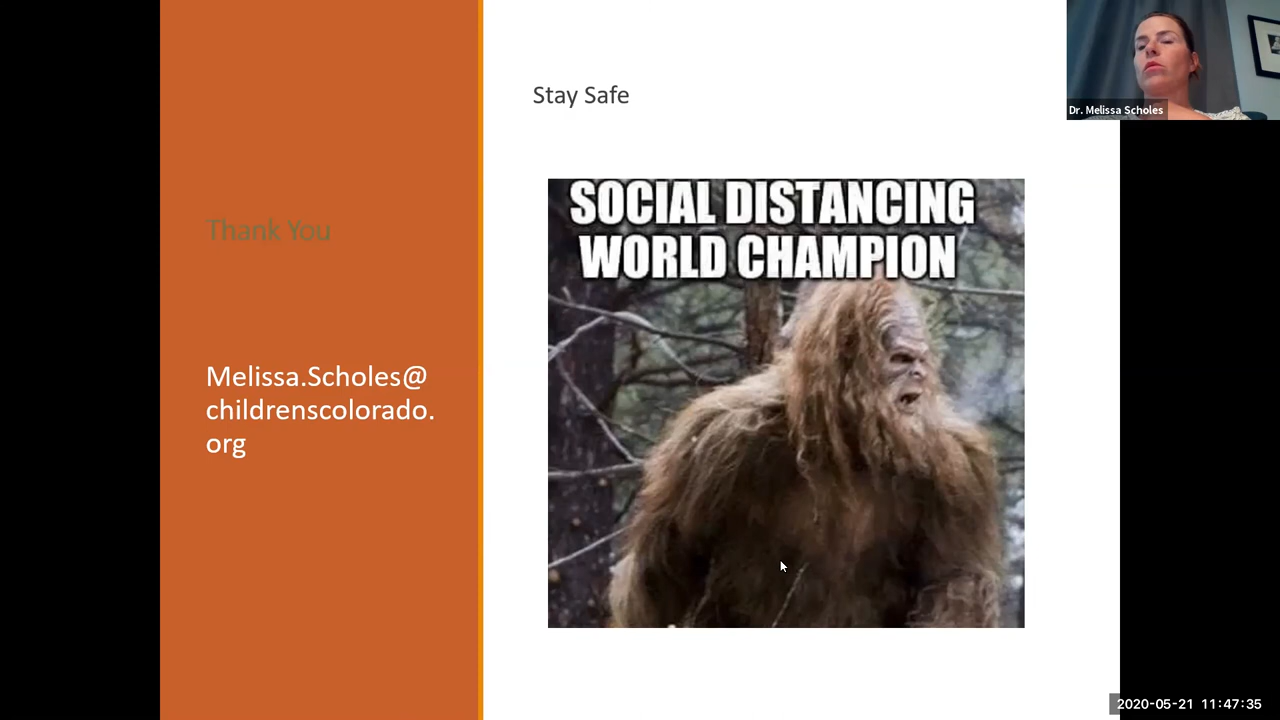 Stay Safe
Dr. Melissa Scholes
SOCIAL DISTANCING
WORLD CHAMPION
Thank You
Melissa.Scholes@
childrenscolorado.
org
2020-05-21 11:47:35